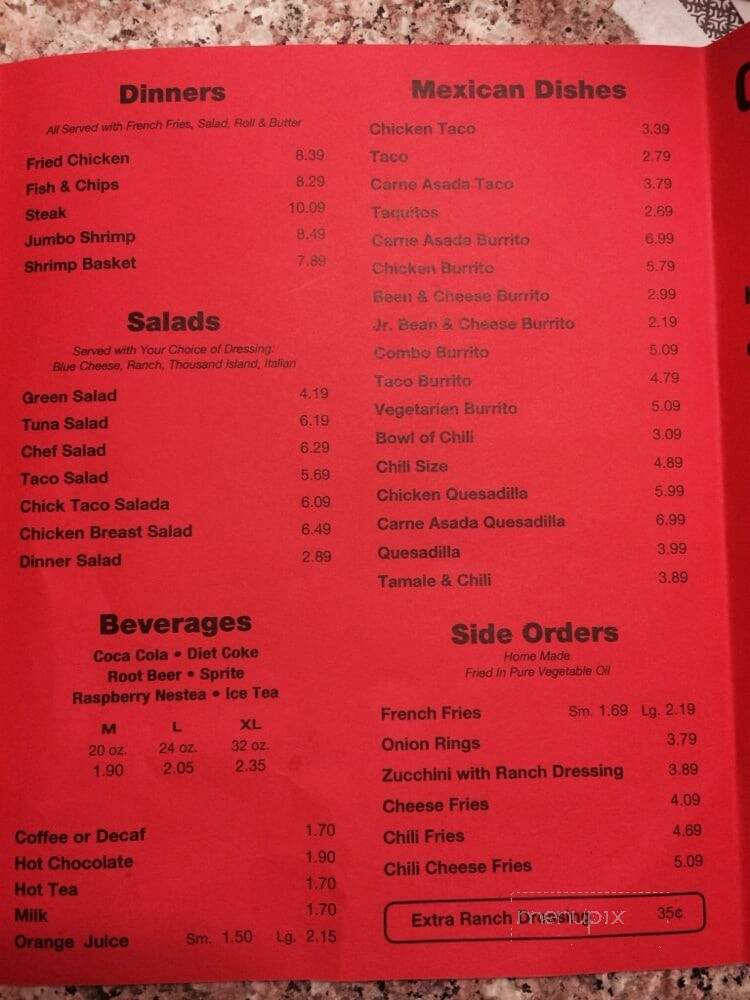 Dinners
All Served with French Fries, Salad, Roll & Butter
Fried Chicken 8.39
Fish & Chips 8.29
Steak 10.09
Jumbo Shrimp 8.49
Shrimp Basket 7.89
Salads
Served with Your Choice of Dressing:
Blue Cheese, Ranch, Thousand Island, Italian
Green Salad 4.19
Tuna Salad 6.19
Chef Salad 6.29
Taco Salad 5.69
Chick Taco Salada 6.09
Chicken Breast Salad 6.49
Dinner Salad 2.89
Beverages
Coca Cola • Diet Coke
Root Beer • Sprite
Raspberry Nestea • Ice Tea
M L XL
20 oz. 24 oz. 32 oz.
1.90 2.05 2.35
Coffee or Decaf 1.70
Hot Chocolate 1.90
Hot Tea 1.70
Milk 1.70
Orange Juice Sm. 1.50 Lg. 2.15
Mexican Dishes
Chicken Taco 3.39
Taco 2.79
Carne Asada Taco 3.79
Taquitos 2.69
Carne Asada Burrito 6.99
Chicken Burrito 5.79
Been & Cheese Burrito 2.99
Jr. Bean & Cheese Burrito 2.19
Combo Burrito 5.09
Taco Burrito 4.79
Vegetarian Burrito 5.09
Bowl of Chili 3.09
Chili Size 4.89
Chicken Quesadilla 5.99
Carne Asada Quesadilla 6.99
Quesadilla 3.99
Tamale & Chili 3.89
Side Orders
Home Made
Fried In Pure Vegetable Oil
French Fries Sm. 1.69 Lg. 2.19
Onion Rings 3.79
Zucchini with Ranch Dressing 3.89
Cheese Fries 4.09
Chili Fries 4.69
Chili Cheese Fries 5.09
Extra Ranch Dressing 35¢
menupix